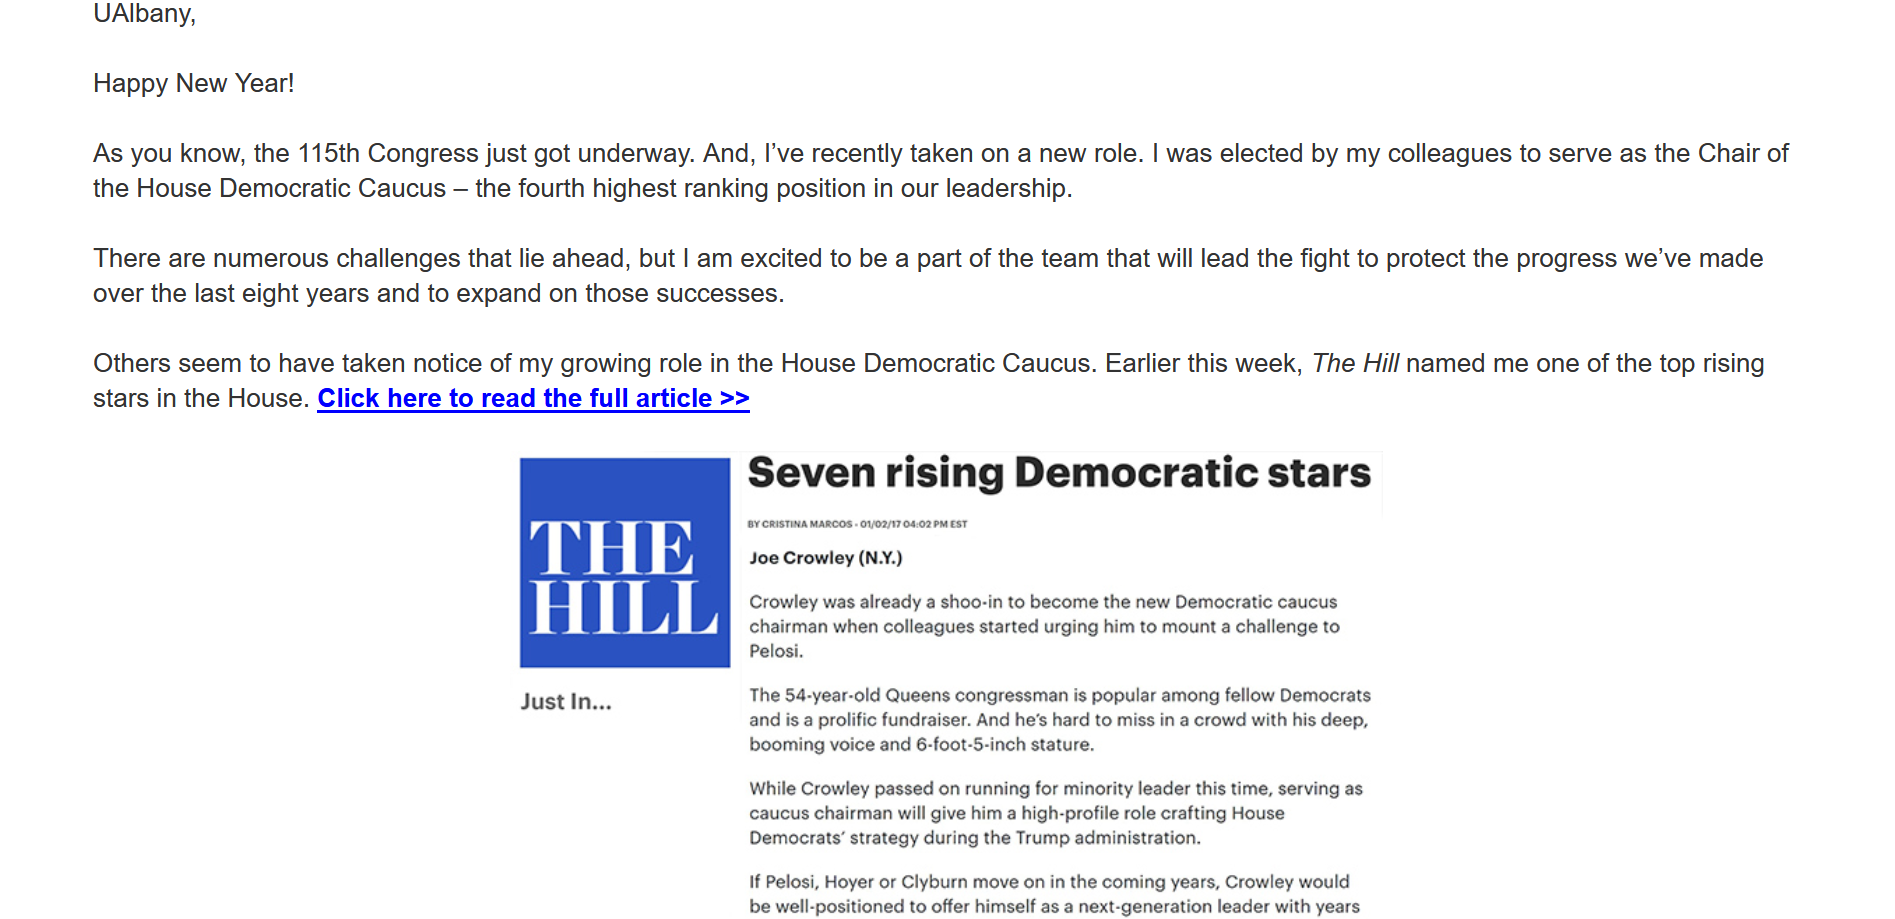 UAlbany,
Happy New Year!
As you know, the 115th Congress just got underway. And, I’ve recently taken on a new role. I was elected by my colleagues to serve as the Chair of
the House Democratic Caucus – the fourth highest ranking position in our leadership.
There are numerous challenges that lie ahead, but I am excited to be a part of the team that will lead the fight to protect the progress we’ve made
over the last eight years and to expand on those successes.
Others seem to have taken notice of my growing role in the House Democratic Caucus. Earlier this week, The Hill named me one of the top rising
stars in the House. Click here to read the full article >>
THE
HILL
Just In...
Seven rising Democratic stars
BY CRISTINA MARCOS - 01/02/17 04:02 PM EST
Joe Crowley (N.Y.)
Crowley was already a shoo-in to become the new Democratic caucus
chairman when colleagues started urging him to mount a challenge to
Pelosi.
The 54-year-old Queens congressman is popular among fellow Democrats
and is a prolific fundraiser. And he’s hard to miss in a crowd with his deep,
booming voice and 6-foot-5-inch stature.
While Crowley passed on running for minority leader this time, serving as
caucus chairman will give him a high-profile role crafting House
Democrats’ strategy during the Trump administration.
If Pelosi, Hoyer or Clyburn move on in the coming years, Crowley would
be well-positioned to offer himself as a next-generation leader with years